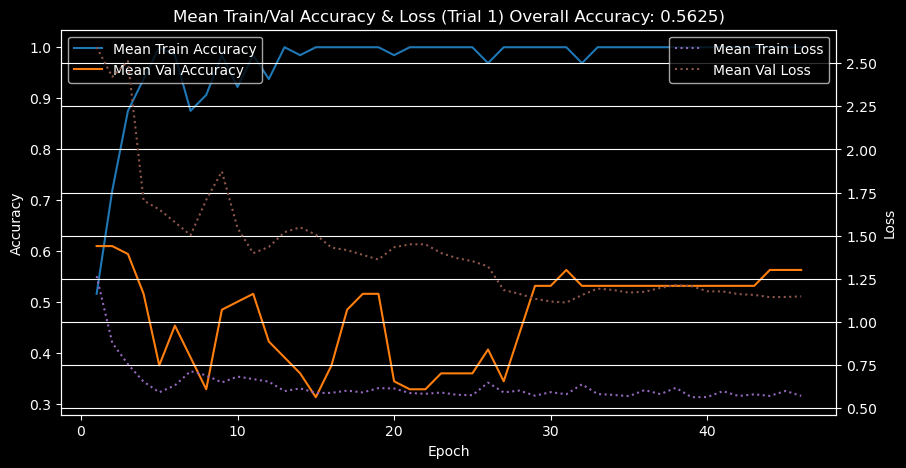 Mean Train/Val Accuracy & Loss (Trial 1) Overall Accuracy: 0.5625)
Mean Train Accuracy
Mean Val Accuracy
Mean Train Loss
Mean Val Loss
1.0
0.9
0.8
0.7
0.6
0.5
0.4
0.3
Accuracy
2.50
2.25
2.00
1.75
1.50
1.25
1.00
0.75
0.50
Loss
0 10 20 30 40
Epoch